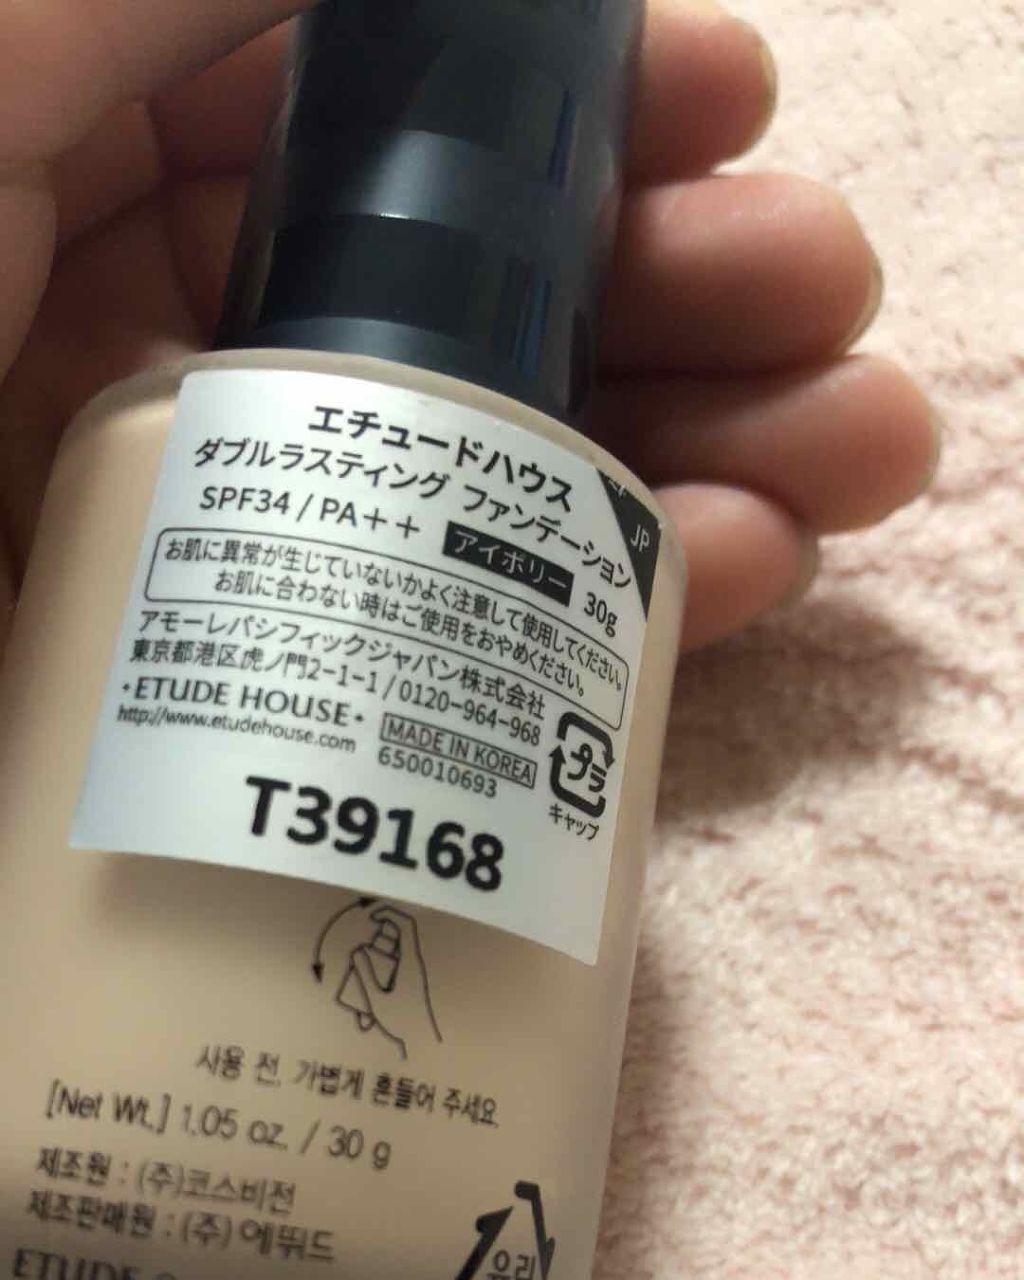 エチュードハウス
ダブルラスティング ファンデーション
SPF34 / PA＋＋ アイボリー 30g
JP
お肌に異常が生じていないかよく注意して使用してください。
お肌に合わない時はご使用をおやめください。
アモーレパシフィックジャパン株式会社
東京都港区虎ノ門2-1-1 / 0120-964-968
・ETUDE HOUSE・
http://www.etudehouse.com
MADE IN KOREA
650010693
プラ
キャップ
T39168
사용 전, 가볍게 흔들어 주세요
[Net Wt.] 1.05 oz. / 30 g
제조원 : (주)코스비전
제조판매원 : (주) 에뛰드
ETUDE
유리